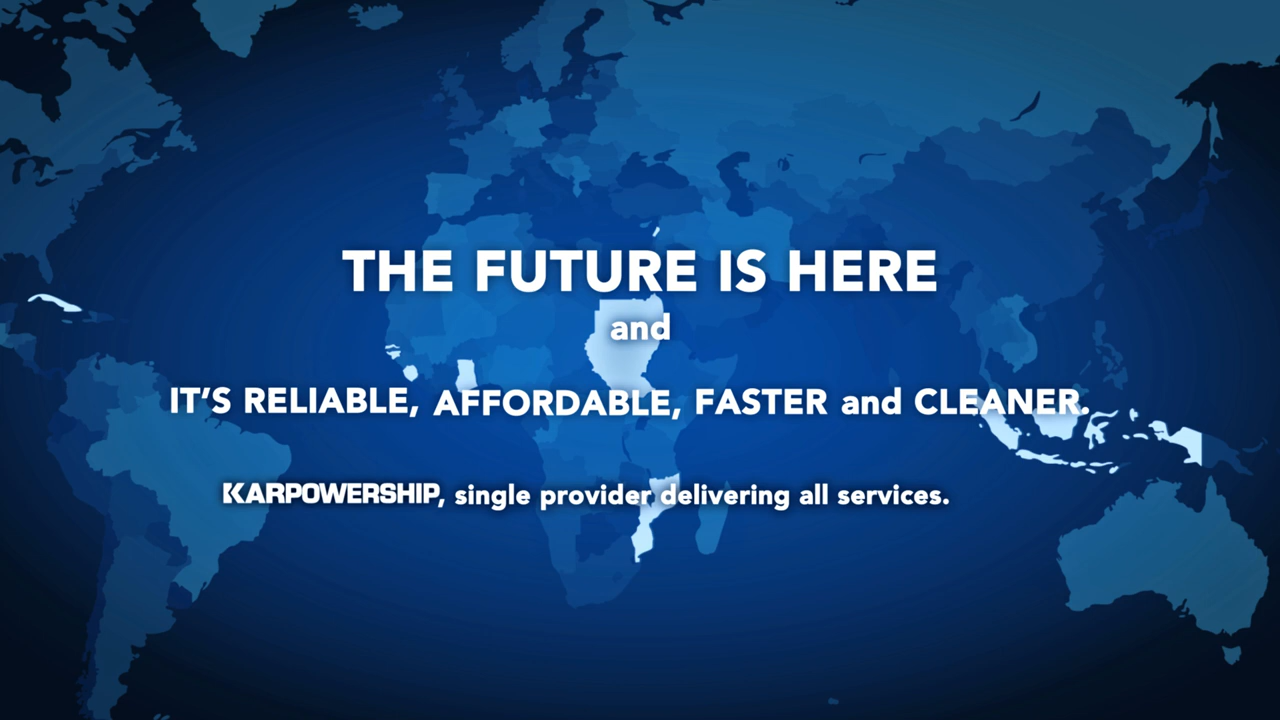 THE FUTURE IS HERE
and
IT'S RELIABLE, AFFORDABLE, FASTER and CLEANER.
KARPOWERSHIP, single provider delivering all services.